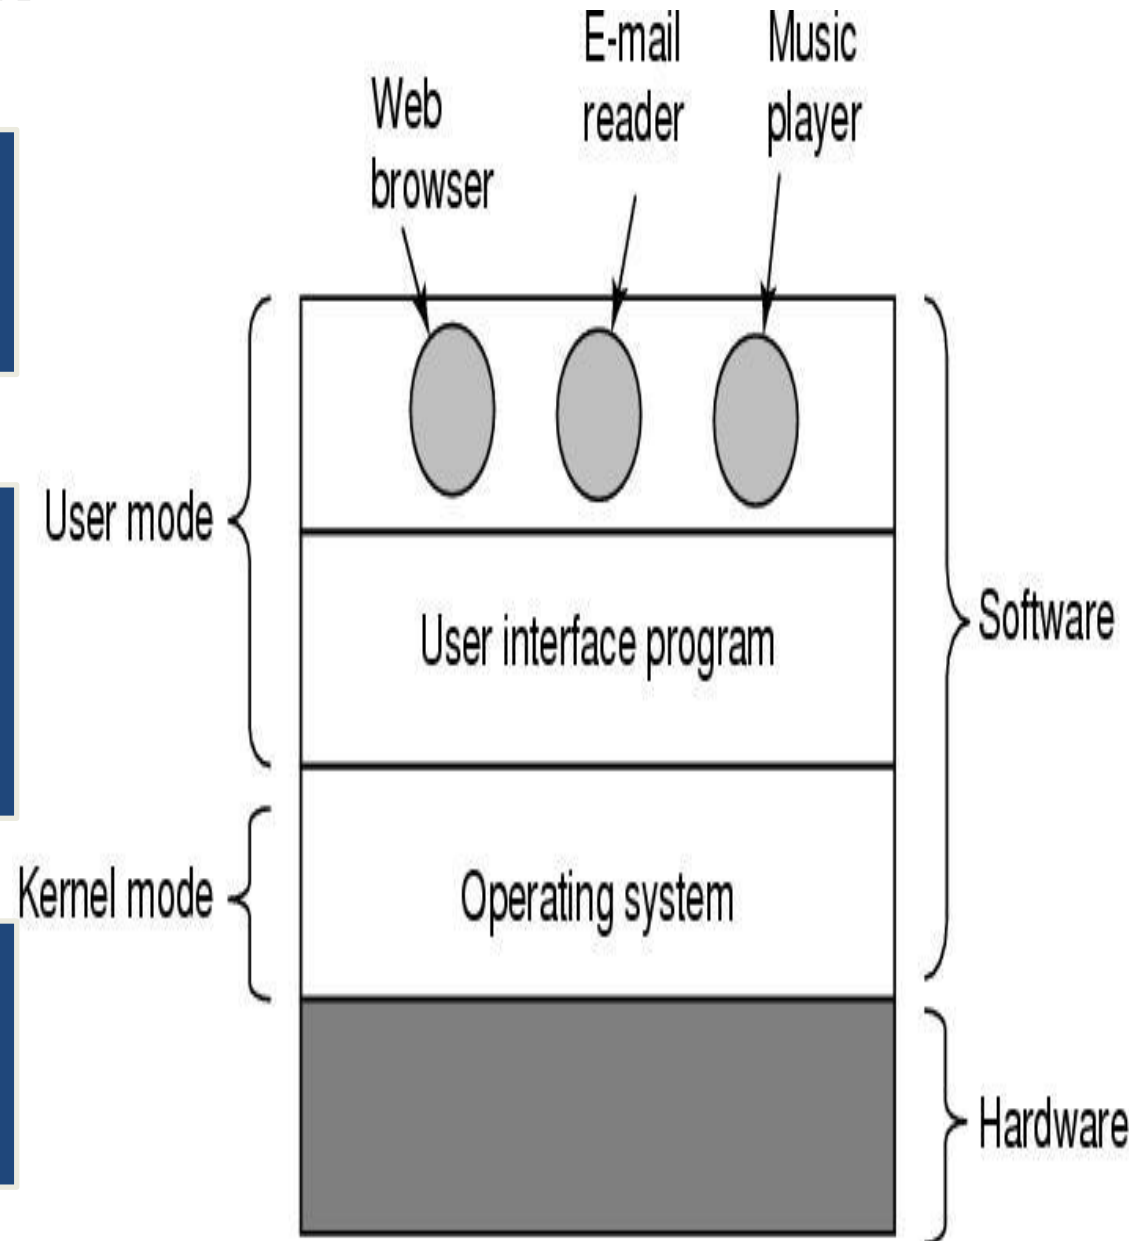 E-mail
reader
Music
player
Web
browser
User mode
User interface program
Software
Kernel mode
Operating system
Hardware